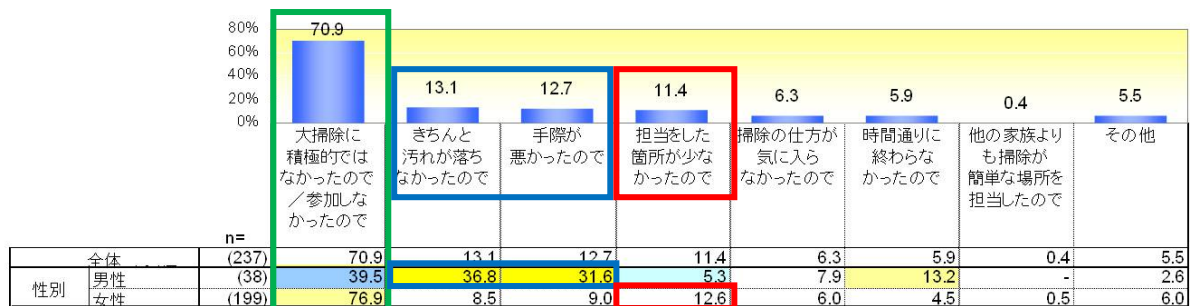 80%
60%
40%
20%
0%
70.9
13.1
12.7
11.4
6.3
5.9
0.4
5.5
大掃除に
積極的では
なかったので
／参加しな
かったので
きちんと
汚れが落ち
なかったので
手際が
悪かったので
担当をした
箇所が少な
かったので
掃除の仕方が
気に入ら
なかったので
時間通りに
終わらな
かったので
他の家族より
も掃除が
簡単な場所を
担当したので
その他
n=
全体 (237) 70.9 13.1 12.7 11.4 6.3 5.9 0.4 5.5
性別
男性 (38) 39.5 36.8 31.6 5.3 7.9 13.2 - 2.6
女性 (199) 76.9 8.5 9.0 12.6 6.0 4.5 0.5 6.0